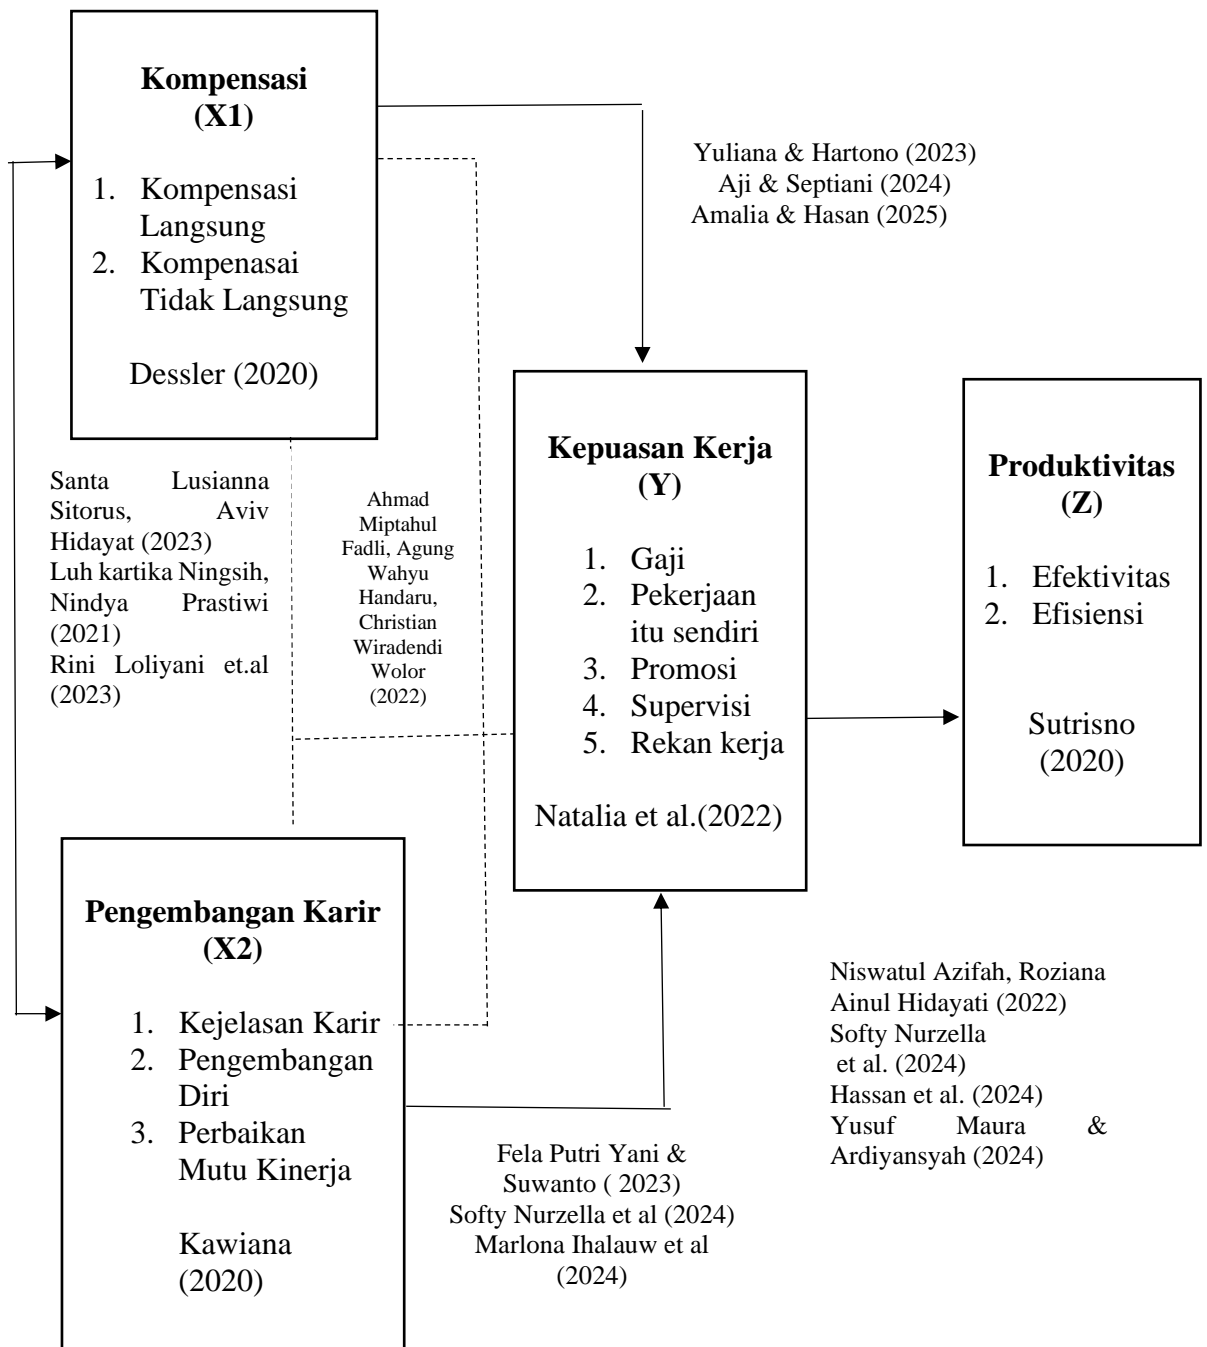 Kompensasi
(X1)
1. Kompensasi
Langsung
2. Kompenasai
Tidak Langsung
Dessler (2020)
Yuliana & Hartono (2023)
Aji & Septiani (2024)
Amalia & Hasan (2025)
Santa Lusianna
Sitorus, Aviv
Hidayat (2023)
Luh kartika Ningsih,
Nindya Prastiwi
(2021)
Rini Loliyani et.al
(2023)
Ahmad
Miptahul
Fadli, Agung
Wahyu
Handaru,
Christian
Wiradendi
Wolor
(2022)
Kepuasan Kerja
(Y)
1. Gaji
2. Pekerjaan
itu sendiri
3. Promosi
4. Supervisi
5. Rekan kerja
Natalia et al.(2022)
Produktivitas
(Z)
1. Efektivitas
2. Efisiensi
Sutrisno
(2020)
Pengembangan Karir
(X2)
1. Kejelasan Karir
2. Pengembangan
Diri
3. Perbaikan
Mutu Kinerja
Kawiana
(2020)
Fela Putri Yani &
Suwanto ( 2023)
Softy Nurzella et al (2024)
Marlona Ihalauw et al
(2024)
Niswatul Azifah, Roziana
Ainul Hidayati (2022)
Softy Nurzella
et al. (2024)
Hassan et al. (2024)
Yusuf Maura &
Ardiyansyah (2024)